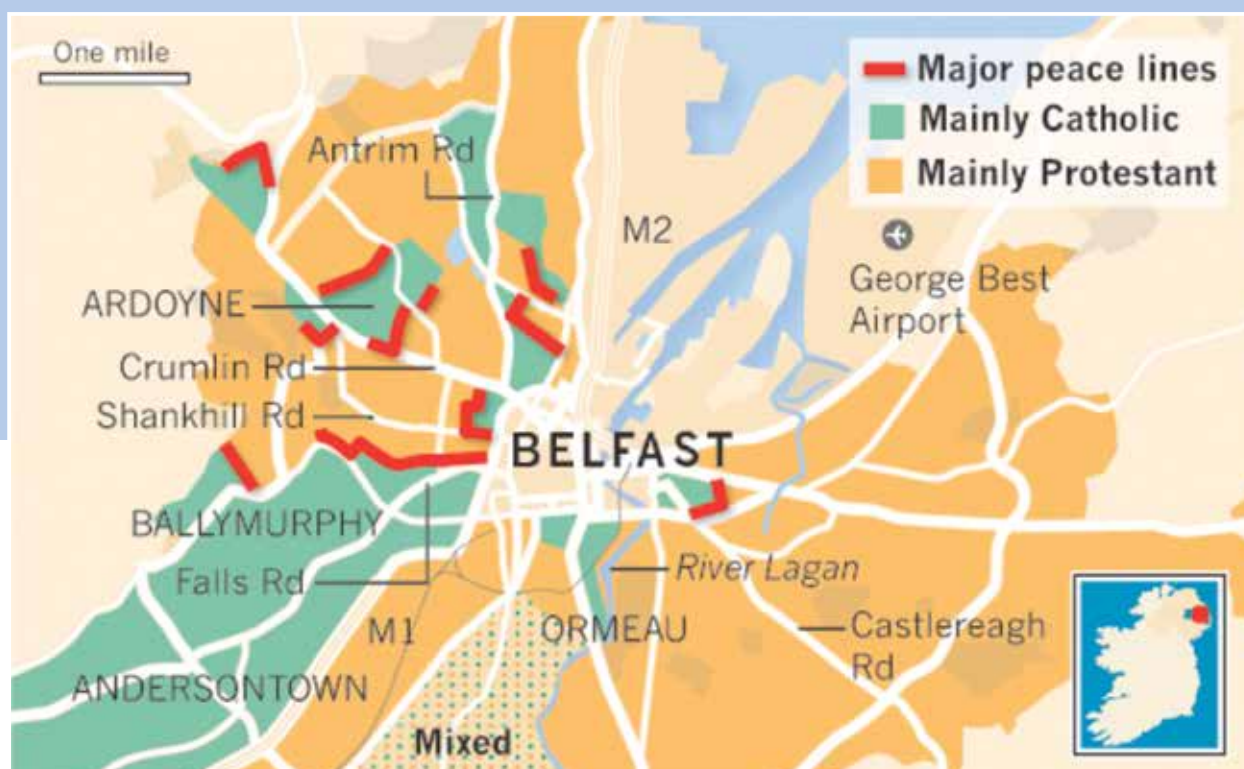 One mile
Major peace lines
Mainly Catholic
Mainly Protestant
Antrim Rd
M2
George Best
Airport
ARDOYNE
Crumlin Rd
Shankhill Rd
BELFAST
BALLYMURPHY
Falls Rd
River Lagan
M1
ORMEAU
Castlereagh
Rd
ANDERSONTOWN
Mixed